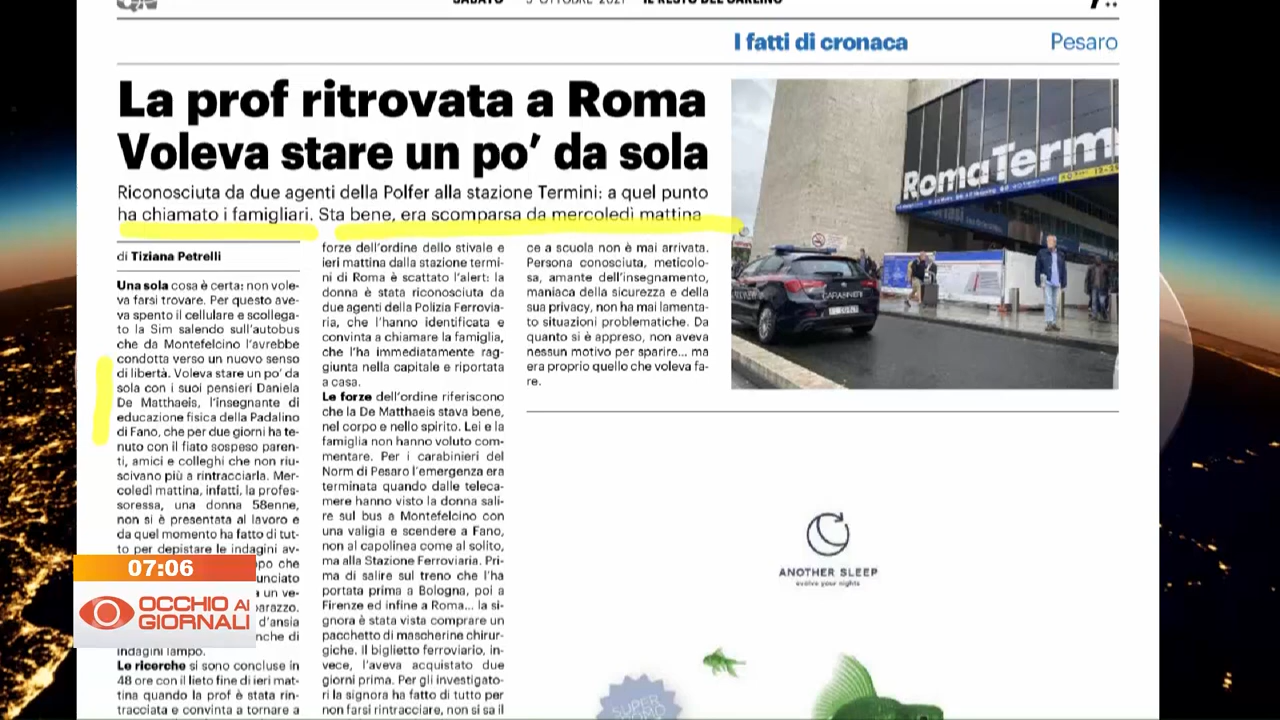 SABATO OTTOBRE 2021 IL RESTO DEL CARLINO
I fatti di cronaca
Pesaro
La prof ritrovata a Roma
Voleva stare un po’ da sola
Riconosciuta da due agenti della Polfer alla stazione Termini: a quel punto
ha chiamato i famigliari. Sta bene, era scomparsa da mercoledì mattina
di Tiziana Petrelli
Una sola cosa è certa: non vole-
va farsi trovare. Per questo ave-
va spento il cellulare e scollega-
to la Sim salendo sull’autobus
che da Montefelcino l’avrebbe
condotta verso un nuovo senso
di libertà. Voleva stare un po’ da
sola con i suoi pensieri Daniela
De Matthaeis, l’insegnante di
educazione fisica della Padalino
di Fano, che per due giorni ha te-
nuto con il fiato sospeso paren-
ti, amici e colleghi che non riu-
scivano più a rintracciarla. Mer-
coledì mattina, infatti, la profes-
soressa, una donna 58enne,
non si è presentata al lavoro e
da quel momento ha fatto di tut-
to per depistare le indagini av-
po che
unciato
a un ve-
parazzo.
d’ansia
nche di
indagini lampo.
Le ricerche si sono concluse in
48 ore con il lieto fine di ieri mat-
tina quando la prof è stata rin-
tracciata e convinta a tornare a
forze dell’ordine dello stivale e
ieri mattina dalla stazione termi-
ni di Roma è scattato l’alert: la
donna è stata riconosciuta da
due agenti della Polizia Ferrovia-
ria, che l’hanno identificata e
convinta a chiamare la famiglia,
che l’ha immediatamente rag-
giunta nella capitale e riportata
a casa.
Le forze dell’ordine riferiscono
che la De Matthaeis stava bene,
nel corpo e nello spirito. Lei e la
famiglia non hanno voluto com-
mentare. Per i carabinieri del
Norm di Pesaro l’emergenza era
terminata quando dalle teleca-
mere hanno visto la donna sali-
re sul bus a Montefelcino con
una valigia e scendere a Fano,
non al capolinea come al solito,
ma alla Stazione Ferroviaria. Pri-
ma di salire sul treno che l’ha
portata prima a Bologna, poi a
Firenze ed infine a Roma... la si-
gnora è stata vista comprare un
pacchetto di mascherine chirur-
giche. Il biglietto ferroviario, in-
vece, l’aveva acquistato due
giorni prima. Per gli investigato-
ri la signora ha fatto di tutto per
non farsi rintracciare, non si sa il
ce a scuola non è mai arrivata.
Persona conosciuta, meticolo-
sa, amante dell’insegnamento,
maniaca della sicurezza e della
sua privacy, non ha mai lamenta-
to situazioni problematiche. Da
quanto si è appreso, non aveva
nessun motivo per sparire... ma
era proprio quello che voleva fa-
re.
RomaTermi
CARABINIERI
ANOTHER SLEEP
evolve your nights
SUPER
PROMO
07:06
OCCHIO AI
GIORNALI